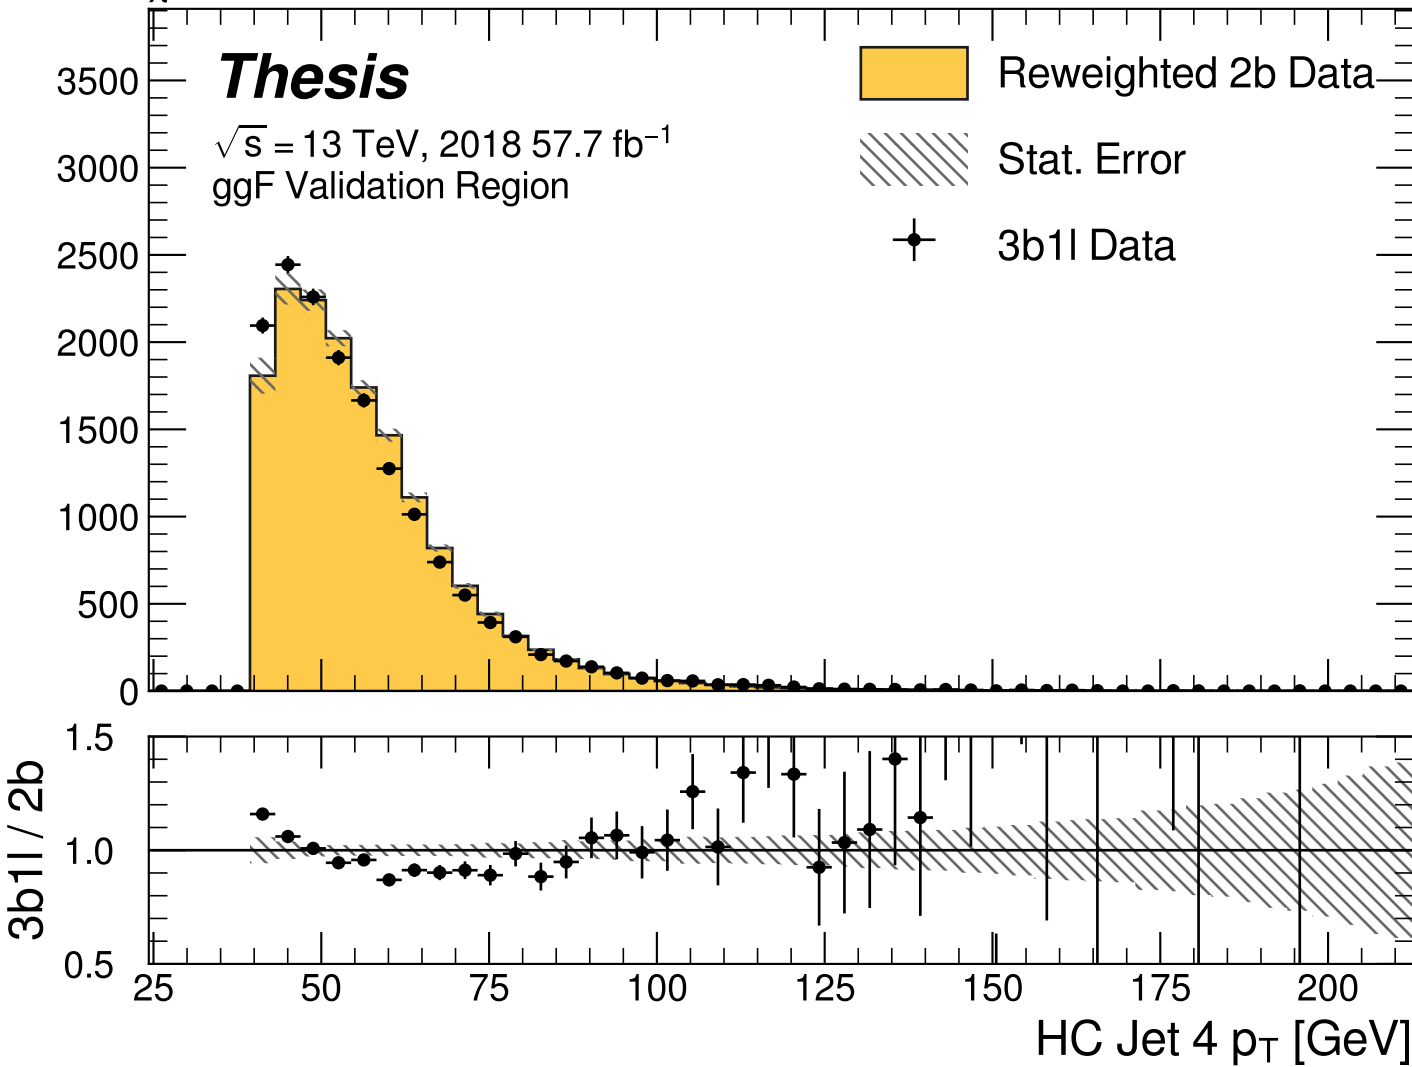 3500
3000
2500
2000
1500
1000
500
0
Thesis
√s = 13 TeV, 2018 57.7 fb⁻¹
ggF Validation Region
Reweighted 2b Data
Stat. Error
3b1l Data
1.5
1.0
0.5
3b1l / 2b
25 50 75 100 125 150 175 200
HC Jet 4 p_T [GeV]